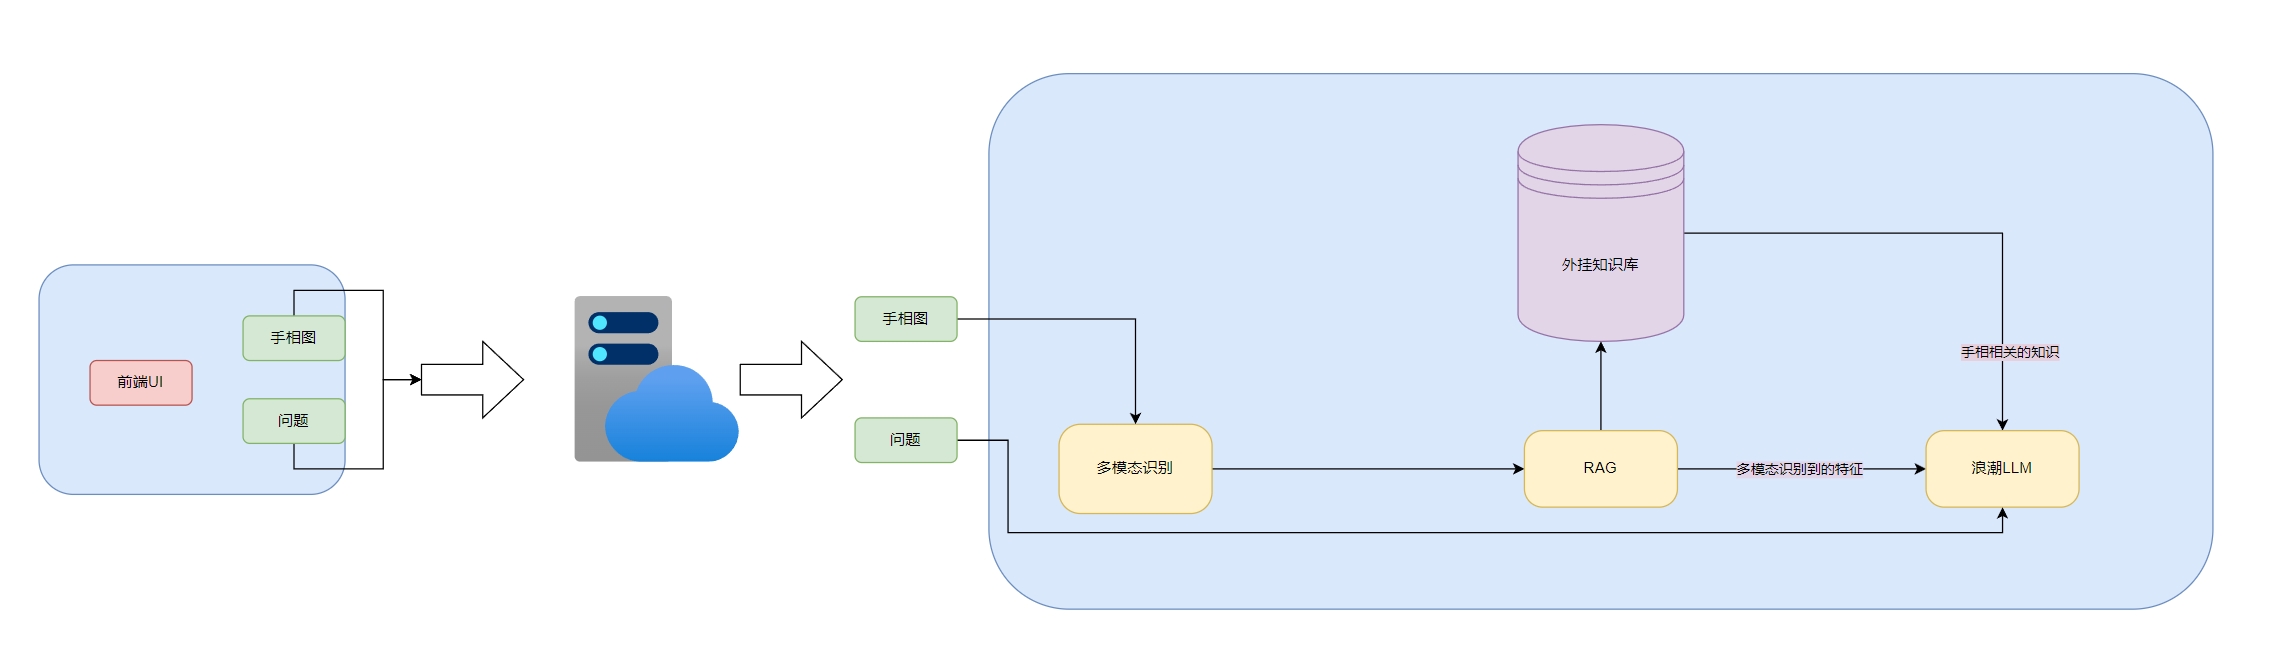 前端UI
手相图
问题
手相图
问题
外挂知识库
手相相关的知识
多模态识别
RAG
多模态识别到的特征
浪潮LLM